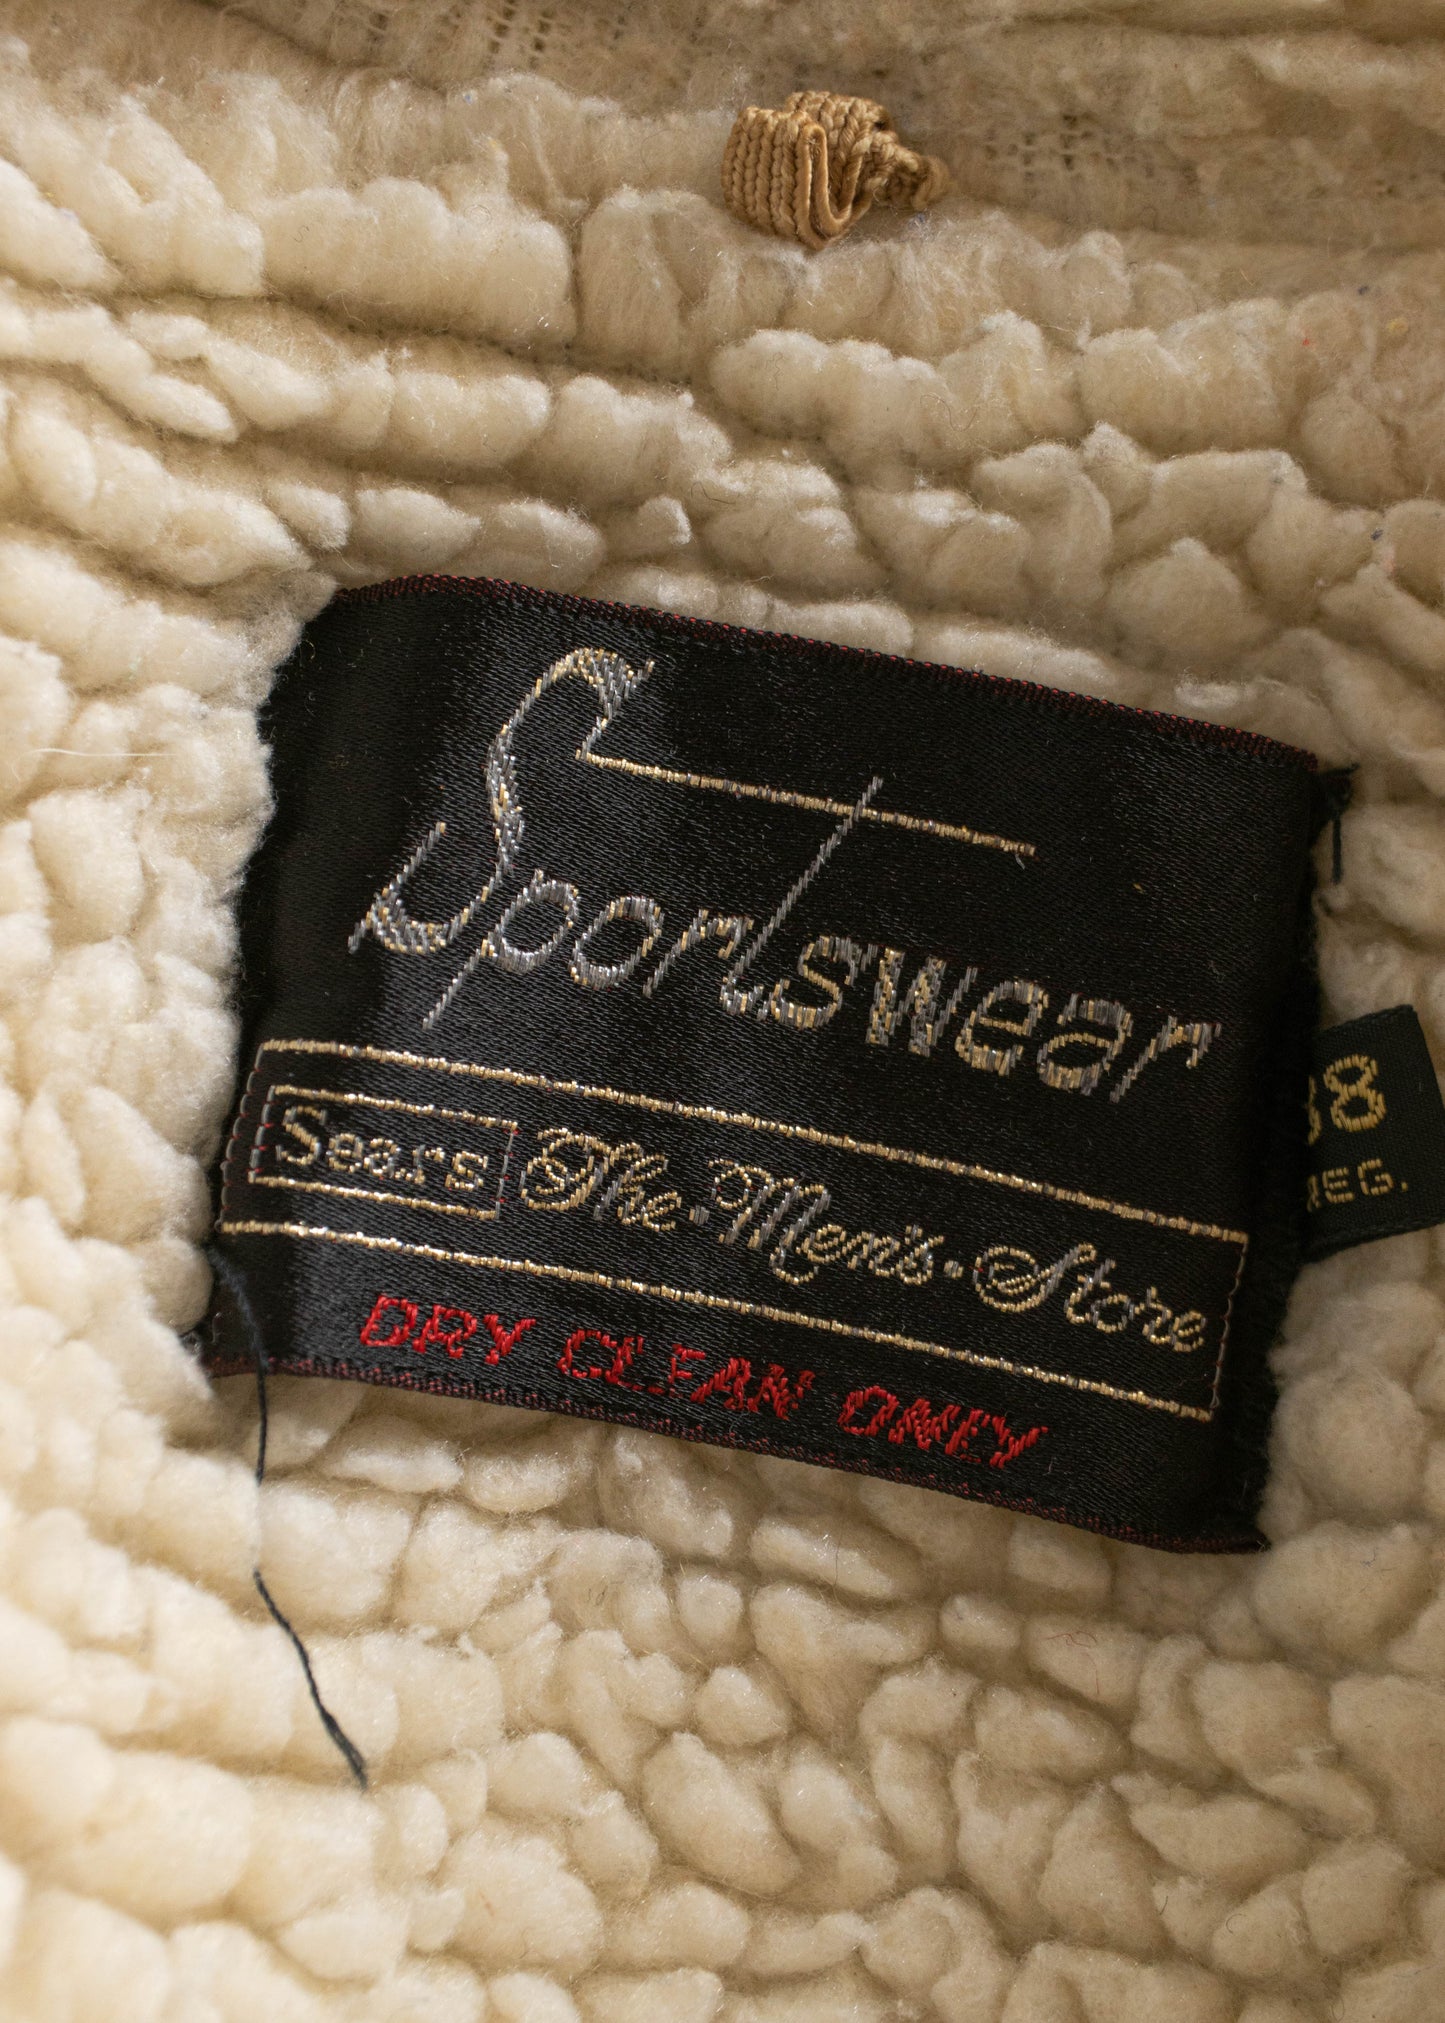 Sportswear
Sears The·Men's·Store
DRY CLEAN ONLY
38
REG.